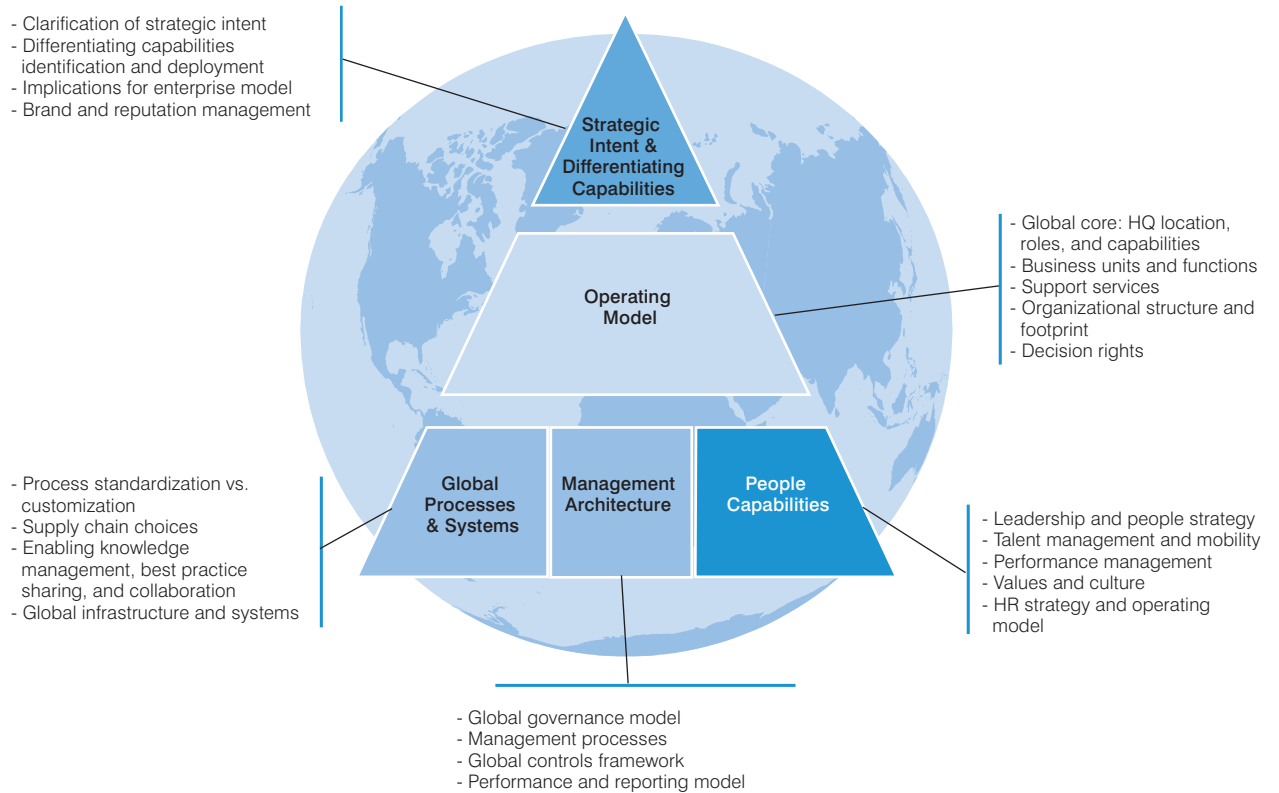 - Clarification of strategic intent
- Differentiating capabilities
identification and deployment
- Implications for enterprise model
- Brand and reputation management
Strategic
Intent &
Differentiating
Capabilities
- Global core: HQ location,
roles, and capabilities
- Business units and functions
- Support services
- Organizational structure and
footprint
- Decision rights
Operating
Model
Global
Processes
& Systems
Management
Architecture
People
Capabilities
- Process standardization vs.
customization
- Supply chain choices
- Enabling knowledge
management, best practice
sharing, and collaboration
- Global infrastructure and systems
- Leadership and people strategy
- Talent management and mobility
- Performance management
- Values and culture
- HR strategy and operating
model
- Global governance model
- Management processes
- Global controls framework
- Performance and reporting model